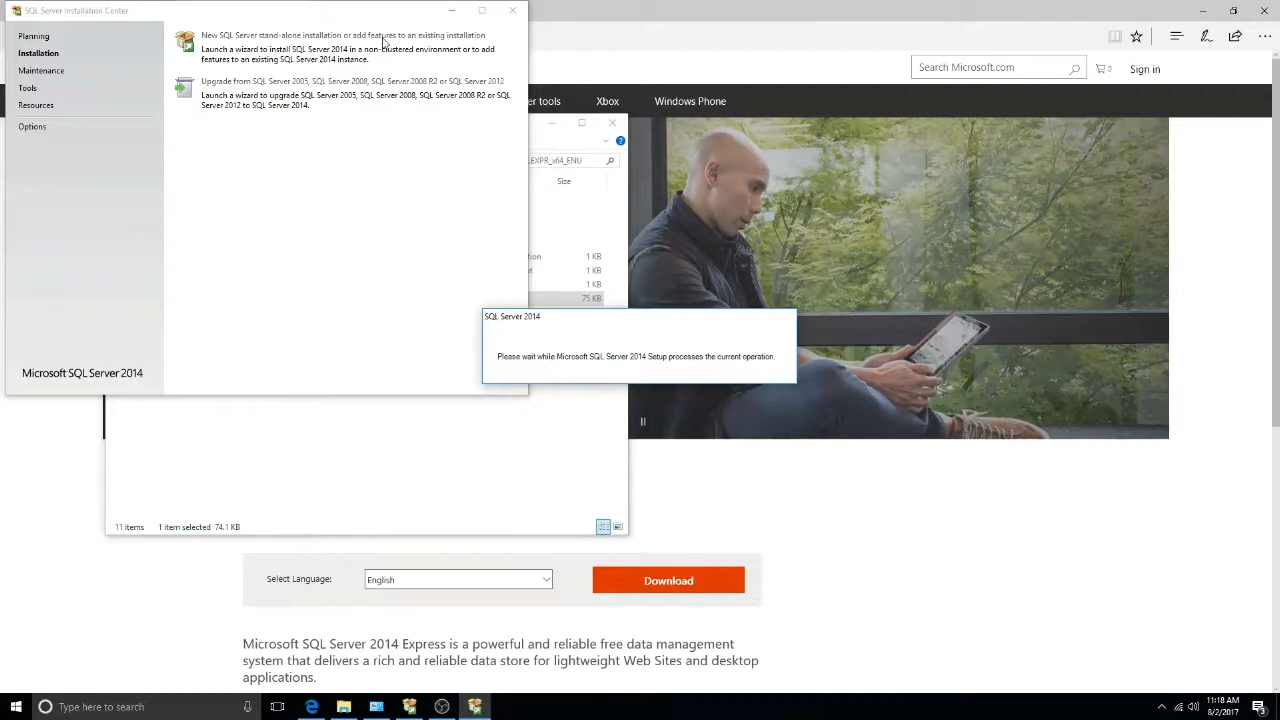 SQL Server Installation Center
Planning
Installation
Maintenance
Tools
Resources
Options
Microsoft SQL Server 2014
New SQL Server stand-alone installation or add features to an existing installation
Launch a wizard to install SQL Server 2014 in a non-clustered environment or to add
features to an existing SQL Server 2014 instance.
Upgrade from SQL Server 2005, SQL Server 2008, SQL Server 2008 R2 or SQL Server 2012
Launch a wizard to upgrade SQL Server 2005, SQL Server 2008, SQL Server 2008 R2 or SQL
Server 2012 to SQL Server 2014.
Search Microsoft.com
0
Sign in
er tools
Xbox
Windows Phone
EXPR_x64_ENU
Size
tion
1 KB
t
1 KB
1 KB
75 KB
SQL Server 2014
Please wait while Microsoft SQL Server 2014 Setup processes the current operation.
11 items
1 item selected 74.1 KB
Select Language:
English
Download
Microsoft SQL Server 2014 Express is a powerful and reliable free data management
system that delivers a rich and reliable data store for lightweight Web Sites and desktop
applications.
Type here to search
11:18 AM
8/2/2017